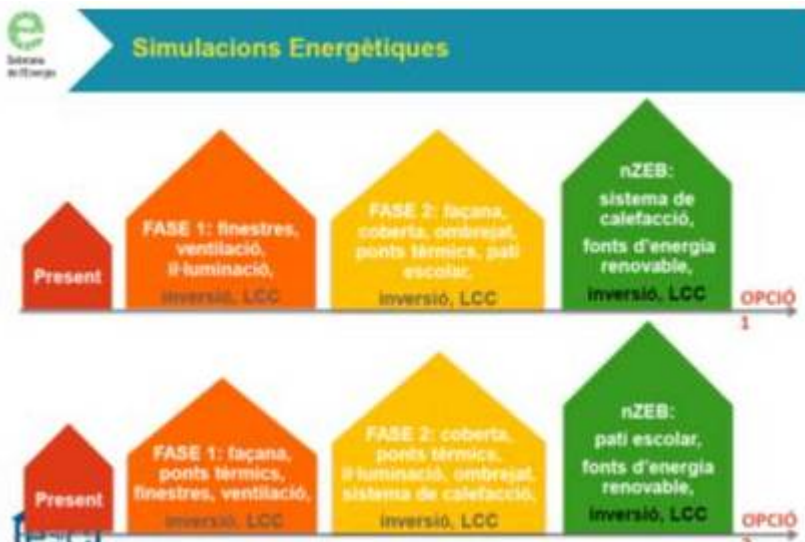 Simulacions Energètiques
de l'Energia
Present
FASE 1: finestres,
ventilació,
il·luminació,
inversió, LCC
FASE 2: façana,
coberta, ombrejat,
ponts tèrmics, pati
escolar,
inversió, LCC
nZEB:
sistema de
calefacció,
fonts d'energia
renovable,
inversió, LCC
OPCIÓ
1
Present
FASE 1: façana,
ponts tèrmics,
finestres, ventilació,
inversió, LCC
FASE 2: coberta,
ponts tèrmics,
il·luminació, ombrejat,
sistema de calefacció,
inversió, LCC
nZEB:
pati escolar,
fonts d'energia
renovable,
inversió, LCC
OPCIÓ